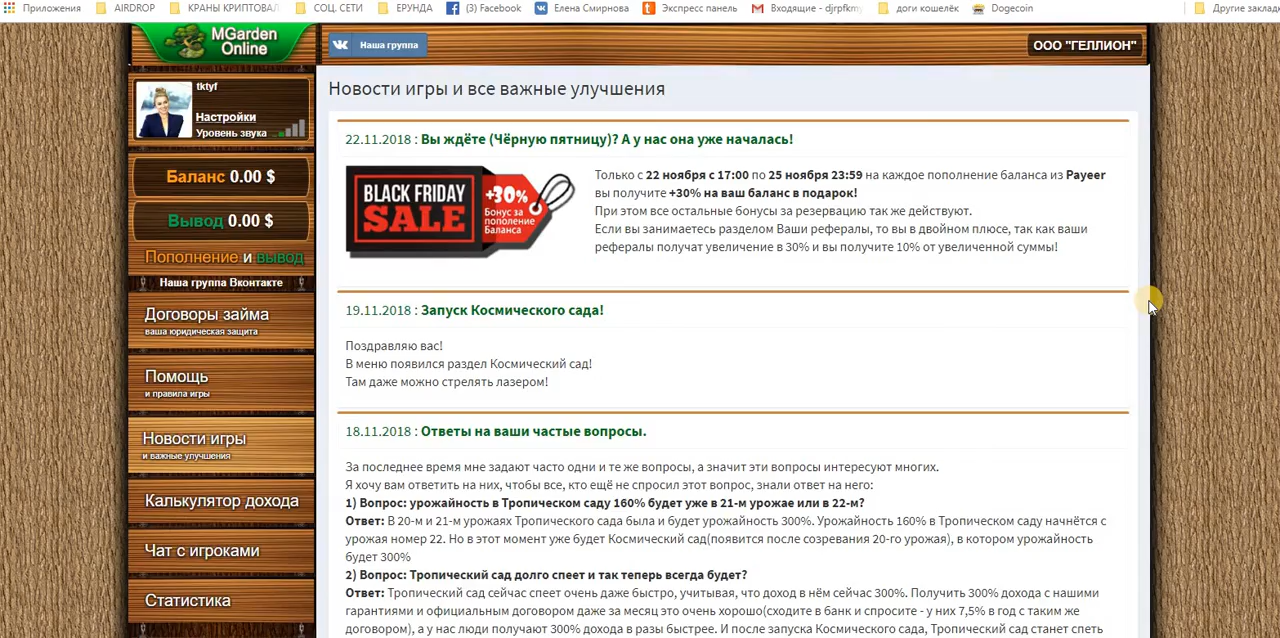 Приложения AIRDROP КРАНЫ КРИПТОВАЛ СОЦ. СЕТИ ЕРУНДА (3) Facebook Елена Смирнова Экспресс панель Входящие - djrpfkm доги кошелёк Dogecoin Другие заклад
MGarden
Online
Наша группа
ООО "ГЕЛЛИОН"
tktyf
Настройки
Уровень звука
Баланс 0.00 $
Вывод 0.00 $
Пополнение и вывод
Наша группа Вконтакте
Договоры займа
ваша юридическая защита
Помощь
и правила игры
Новости игры
и важные улучшения
Калькулятор дохода
Чат с игроками
Статистика
Новости игры и все важные улучшения
22.11.2018 : Вы ждёте (Чёрную пятницу)? А у нас она уже началась!
BLACK FRIDAY
SALE
+30%
Бонус за
пополение
Баланса
Только с 22 ноября с 17:00 по 25 ноября 23:59 на каждое пополнение баланса из Payeer
вы получите +30% на ваш баланс в подарок!
При этом все остальные бонусы за резервацию так же действуют.
Если вы занимаетесь разделом Ваши рефералы, то вы в двойном плюсе, так как ваши
рефералы получат увеличение в 30% и вы получите 10% от увеличенной суммы!
19.11.2018 : Запуск Космического сада!
Поздравляю вас!
В меню появился раздел Космический сад!
Там даже можно стрелять лазером!
18.11.2018 : Ответы на ваши частые вопросы.
За последнее время мне задают часто одни и те же вопросы, а значит эти вопросы интересуют многих.
Я хочу вам ответить на них, чтобы все, кто ещё не спросил этот вопрос, знали ответ на него:
1) Вопрос: урожайность в Тропическом саду 160% будет уже в 21-м урожае или в 22-м?
Ответ: В 20-м и 21-м урожаях Тропического сада была и будет урожайность 300%. Урожайность 160% в Тропическом саду начнётся с
урожая номер 22. Но в этот момент уже будет Космический сад(появится после созревания 20-го урожая), в котором урожайность
будет 300%
2) Вопрос: Тропический сад долго спеет и так теперь всегда будет?
Ответ: Тропический сад сейчас спеет очень даже быстро, учитывая, что доход в нём сейчас 300%. Получить 300% дохода с нашими
гарантиями и официальным договором даже за месяц это очень хорошо(сходите в банк и спросите - у них 7,5% в год с таким же
договором), а у нас люди получают 300% дохода в разы быстрее. И после запуска Космического сада, Тропический сад станет спеть